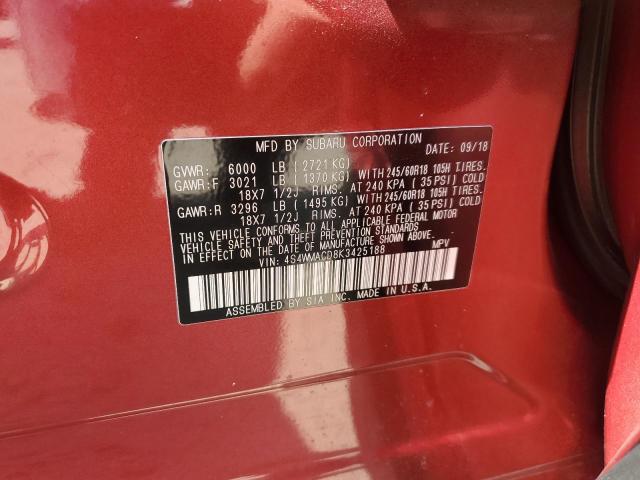 MFD BY SUBARU CORPORATION DATE: 09/18
GVWR: 6000 LB (2721 KG)
GAWR:F 3021 LB (1370 KG) WITH 245/60R18 105H TIRES.
18X7 1/2J RIMS. AT 240 KPA (35 PSI) COLD
GAWR:R 3296 LB (1495 KG) WITH 245/60R18 105H TIRES.
18X7 1/2J RIMS. AT 240 KPA (35 PSI) COLD
THIS VEHICLE CONFORMS TO ALL APPLICABLE FEDERAL MOTOR
VEHICLE SAFETY AND THEFT PREVENTION STANDARDS
IN EFFECT ON THE DATE OF MANUFACTURE SHOWN ABOVE.
VIN: 4S4WMACD8K3425188 MPV
ASSEMBLED BY SIA INC. MADE IN U.S.A.